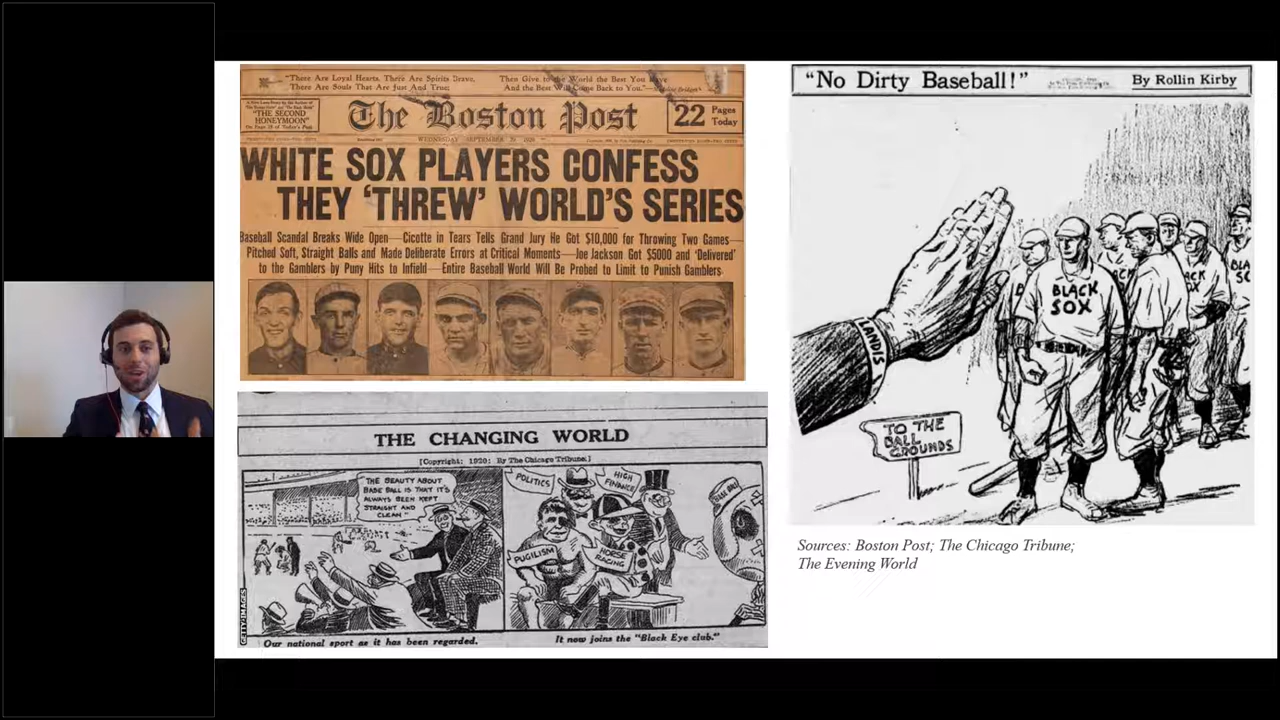 "There Are Loyal Hearts, There Are Spirits Brave,
There Are Souls That Are Just And True;
Then Give to the World the Best You Have
And the Best Will Come Back to You."
"THE SECOND
HONEYMOON"
The Boston Post
22 Pages
Today
WEDNESDAY, SEPTEMBER 29, 1920
WHITE SOX PLAYERS CONFESS
THEY 'THREW' WORLD'S SERIES
Baseball Scandal Breaks Wide Open—Cicotte in Tears Tells Grand Jury He Got $10,000 for Throwing Two Games—
Pitched Soft, Straight Balls and Made Deliberate Errors at Critical Moments—Joe Jackson Got $5000 and 'Delivered'
to the Gamblers by Puny Hits to Infield—Entire Baseball World Will Be Probed to Limit to Punish Gamblers
THE CHANGING WORLD
[Copyright: 1920: By The Chicago Tribune.]
THE BEAUTY ABOUT
BASE BALL IS THAT IT'S
ALWAYS BEEN KEPT
STRAIGHT AND
CLEAN"
POLITICS
HIGH
FINANCE
BASE BALL
PUGILISM
HORSE
RACING
GETTY IMAGES
Our national sport as it has been regarded.
It now joins the "Black Eye club."
"No Dirty Baseball!"
By Rollin Kirby
LANDIS
BLACK
SOX
TO THE
BALL
GROUNDS
Sources: Boston Post; The Chicago Tribune;
The Evening World